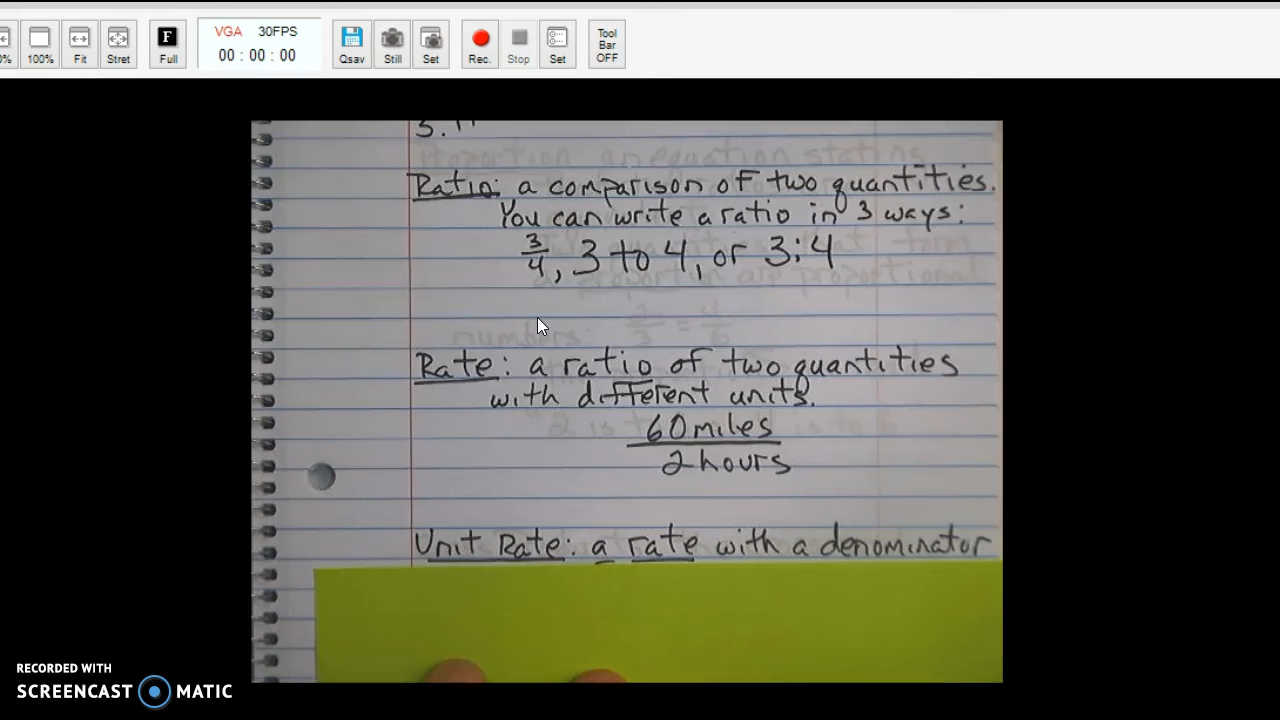 VGA 30FPS
00 : 00 : 00
0% 100% Fit Stret Full Qsav Still Set Rec. Stop Set Tool Bar OFF
Ratio: a comparison of two quantities.
You can write a ratio in 3 ways:
3/4, 3 to 4, or 3:4
Rate: a ratio of two quantities
with different units.
60 miles
2 hours
Unit Rate: a rate with a denominator
RECORDED WITH
SCREENCAST MATIC